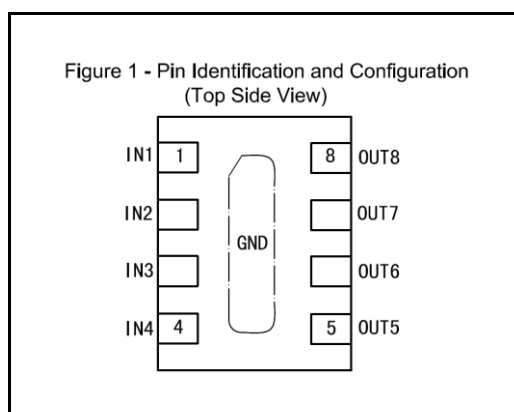 Figure 1 - Pin Identification and Configuration
(Top Side View)
IN1 1 8 OUT8
IN2 OUT7
GND
IN3 OUT6
IN4 4 5 OUT5